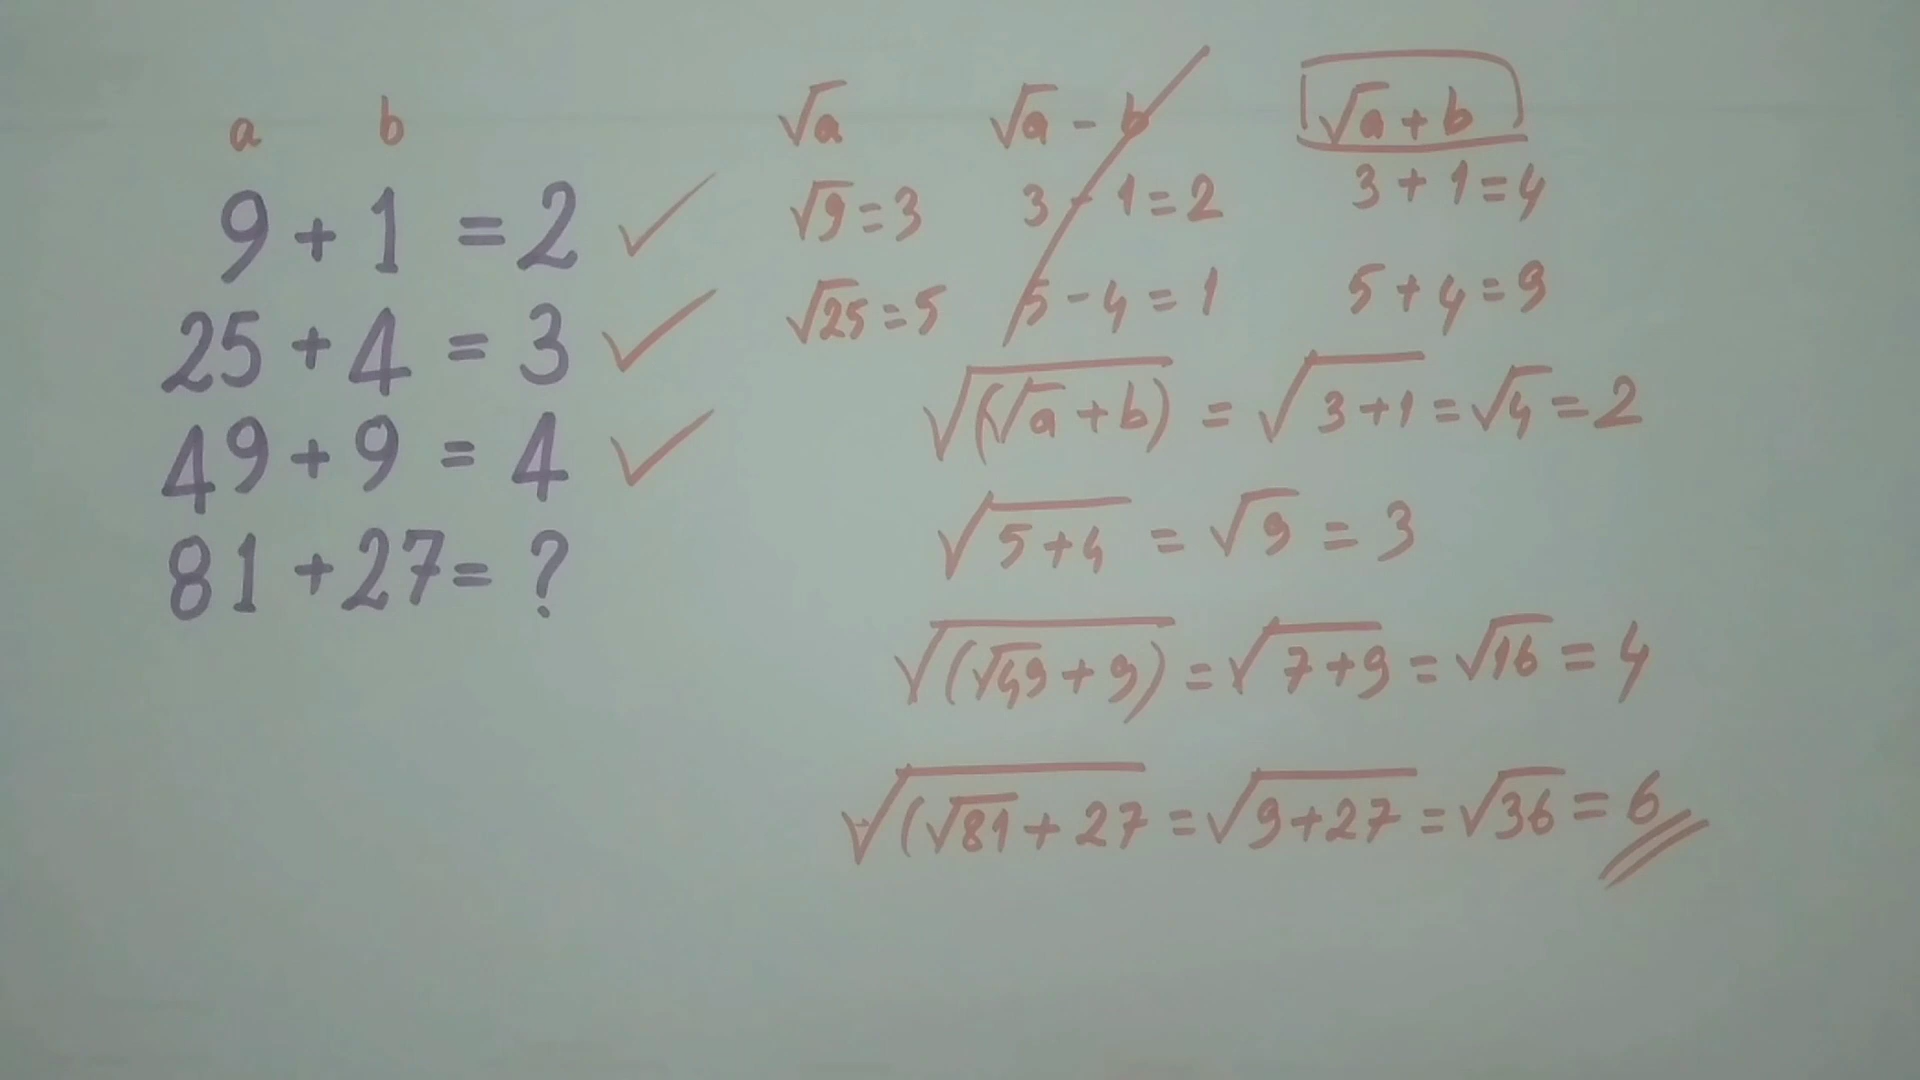 a b
9 + 1 = 2 ✓
25 + 4 = 3 ✓
49 + 9 = 4 ✓
81 + 27 = ?
√a √a - b √a + b
√9 = 3 3 - 1 = 2 3 + 1 = 4
√25 = 5 5 - 4 = 1 5 + 4 = 9
√(√a + b) = √3+1 = √4 = 2
√5+4 = √9 = 3
√(√49 + 9) = √7+9 = √16 = 4
√(√81 + 27 = √9+27 = √36 = 6